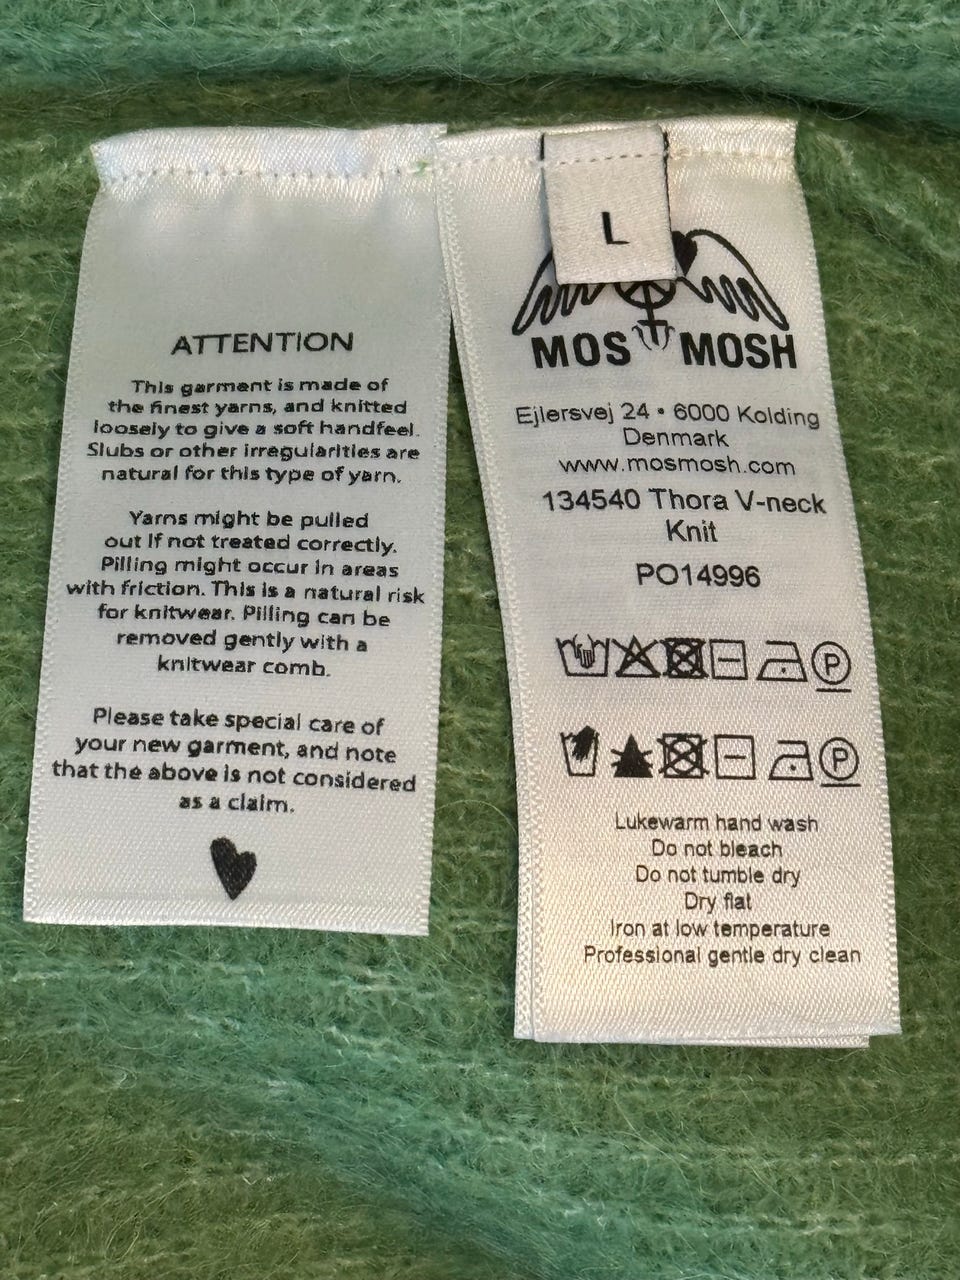 ATTENTION
This garment is made of
the finest yarns, and knitted
loosely to give a soft handfeel.
Slubs or other irregularities are
natural for this type of yarn.
Yarns might be pulled
out if not treated correctly.
Pilling might occur in areas
with friction. This is a natural risk
for knitwear. Pilling can be
removed gently with a
knitwear comb.
Please take special care of
your new garment, and note
that the above is not considered
as a claim.
L
MOS MOSH
Ejlersvej 24 • 6000 Kolding
Denmark
www.mosmosh.com
134540 Thora V-neck
Knit
PO14996
P
P
Lukewarm hand wash
Do not bleach
Do not tumble dry
Dry flat
Iron at low temperature
Professional gentle dry clean